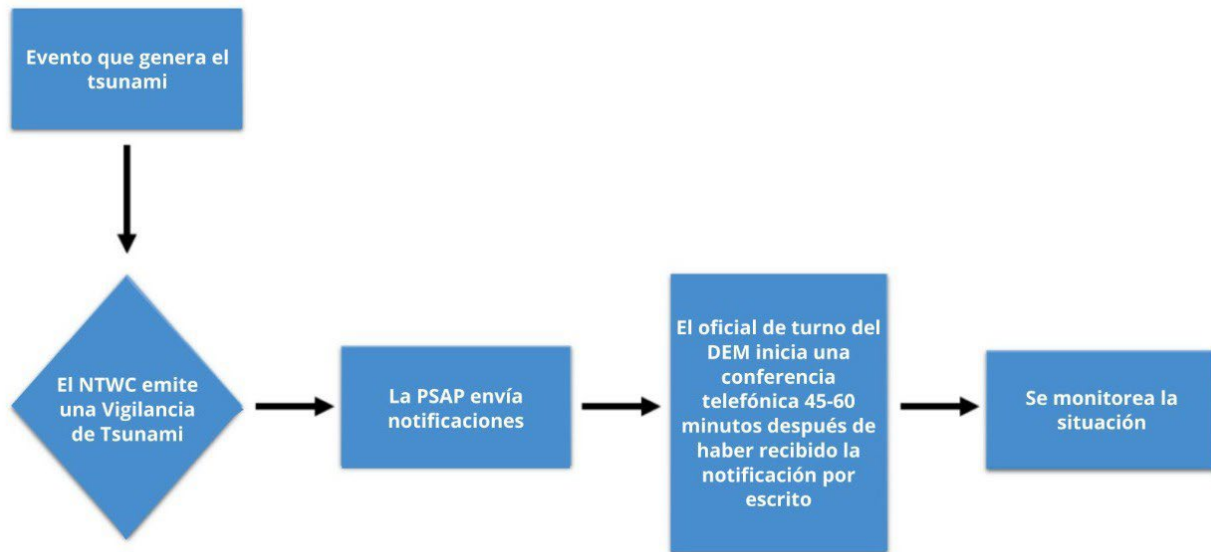 Evento que genera el
tsunami
El NTWC emite
una Vigilancia
de Tsunami
La PSAP envía
notificaciones
El oficial de turno del
DEM inicia una
conferencia
telefónica 45-60
minutos después de
haber recibido la
notificación por
escrito
Se monitorea la
situación